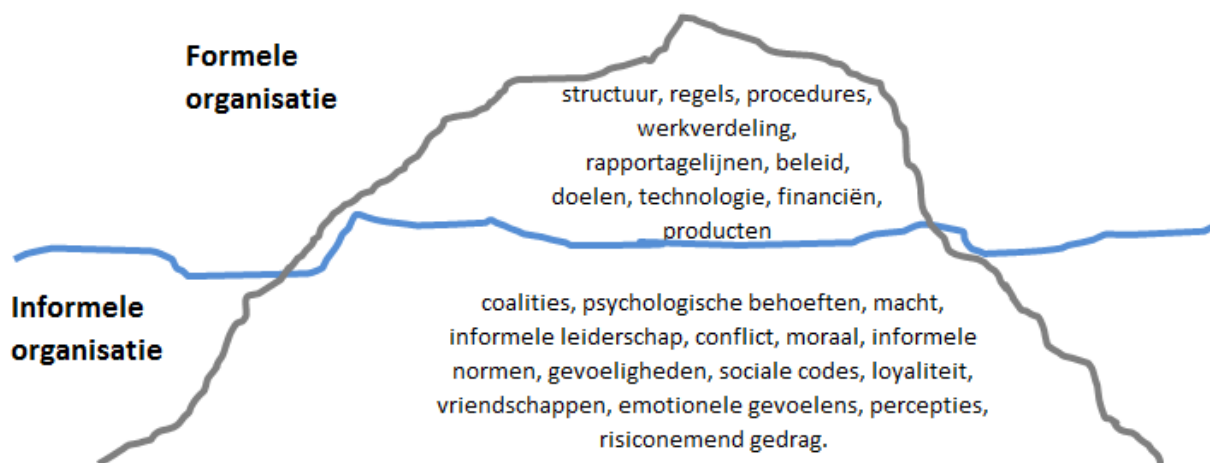 Formele
organisatie
structuur, regels, procedures,
werkverdeling,
rapportagelijnen, beleid,
doelen, technologie, financiën,
producten
Informele
organisatie
coalities, psychologische behoeften, macht,
informele leiderschap, conflict, moraal, informele
normen, gevoeligheden, sociale codes, loyaliteit,
vriendschappen, emotionele gevoelens, percepties,
risiconemend gedrag.